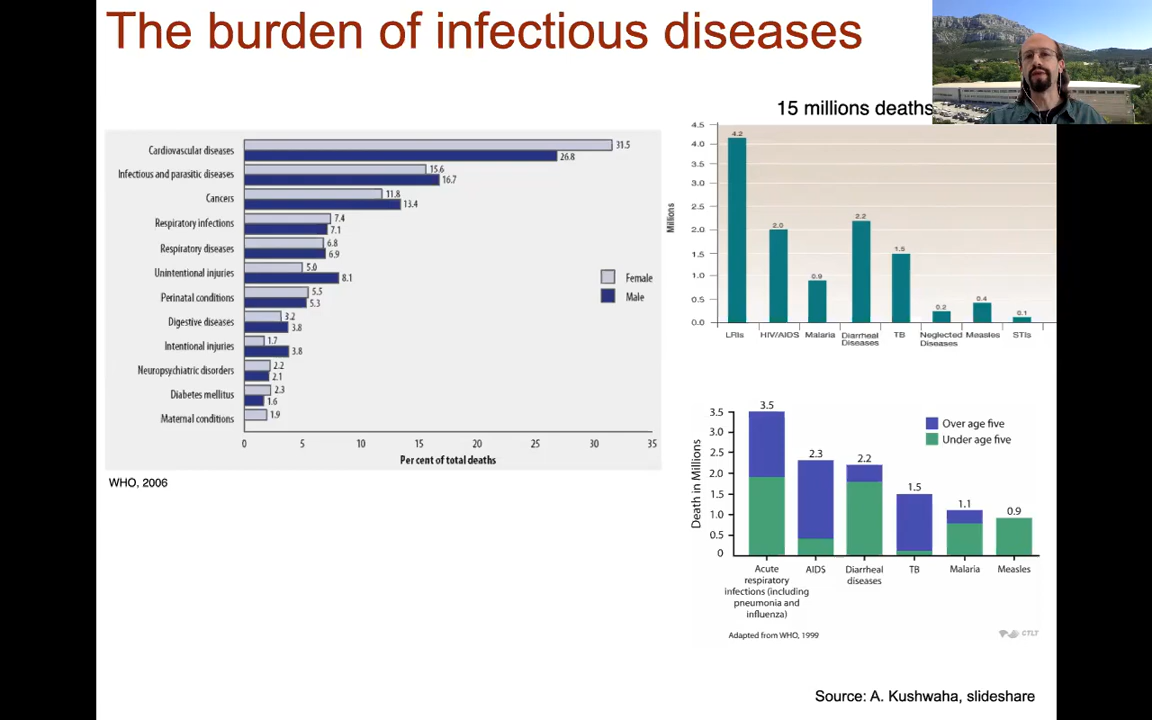 The burden of infectious diseases
15 millions deaths
Cardiovascular diseases
31.5
26.8
Infectious and parasitic diseases
15.6
16.7
Cancers
11.8
13.4
Respiratory infections
7.4
7.1
Respiratory diseases
6.8
6.9
Unintentional injuries
5.0
8.1
Perinatal conditions
5.5
5.3
Digestive diseases
3.2
3.8
Intentional injuries
1.7
3.8
Neuropsychiatric disorders
2.2
2.1
Diabetes mellitus
2.3
1.6
Maternal conditions
1.9
Female
Male
0 5 10 15 20 25 30 35
Per cent of total deaths
WHO, 2006
Millions
4.5
4.0
3.5
3.0
2.5
2.0
1.5
1.0
0.5
0.0
4.2
2.0
0.9
2.2
1.5
0.2
0.4
0.1
LRIs HIV/AIDS Malaria Diarrheal TB Neglected Measles STIs
Diseases Diseases
Death in Millions
3.5
3.0
2.5
2.0
1.5
1.0
0.5
0
3.5
2.3
2.2
1.5
1.1
0.9
Over age five
Under age five
Acute
respiratory
infections (including
pneumonia and
influenza)
AIDS
Diarrheal
diseases
TB
Malaria
Measles
Adapted from WHO, 1999
CTLT
Source: A. Kushwaha, slideshare